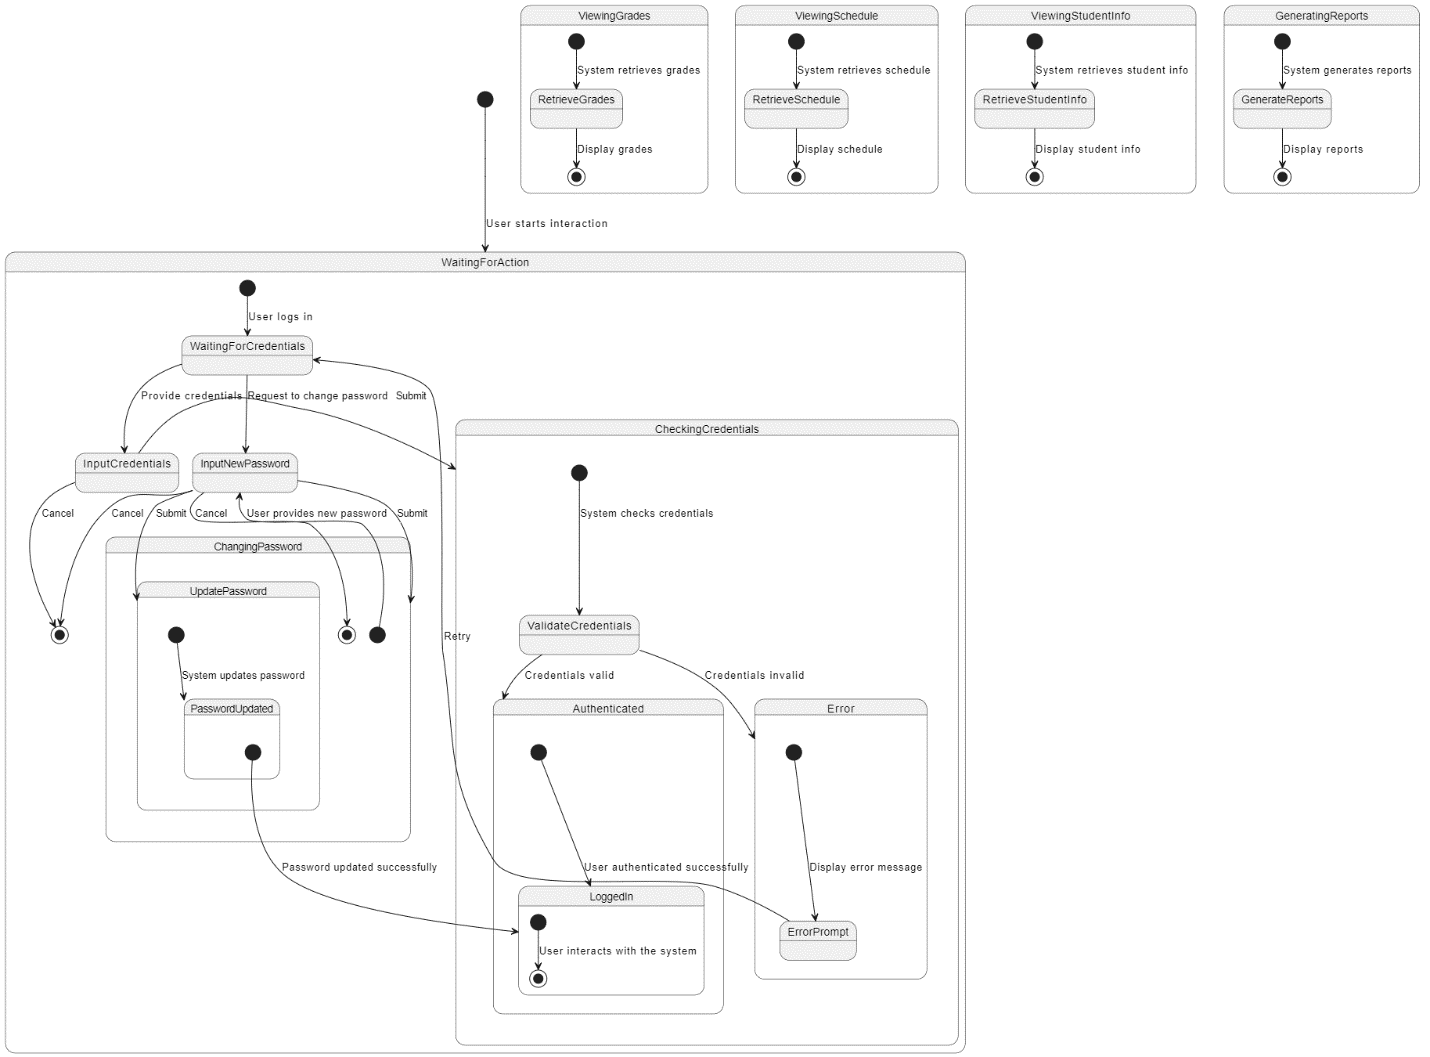 ViewingGrades
ViewingSchedule
ViewingStudentInfo
GeneratingReports
System retrieves grades
System retrieves schedule
System retrieves student info
System generates reports
RetrieveGrades
RetrieveSchedule
RetrieveStudentInfo
GenerateReports
Display grades
Display schedule
Display student info
Display reports
User starts interaction
WaitingForAction
User logs in
WaitingForCredentials
Provide credentials
Request to change password
Submit
CheckingCredentials
InputCredentials
InputNewPassword
Cancel
Cancel
Submit
Cancel
User provides new password
Submit
System checks credentials
ChangingPassword
UpdatePassword
ValidateCredentials
Retry
System updates password
Credentials valid
Credentials invalid
PasswordUpdated
Authenticated
Error
Password updated successfully
User authenticated successfully
Display error message
LoggedIn
ErrorPrompt
User interacts with the system